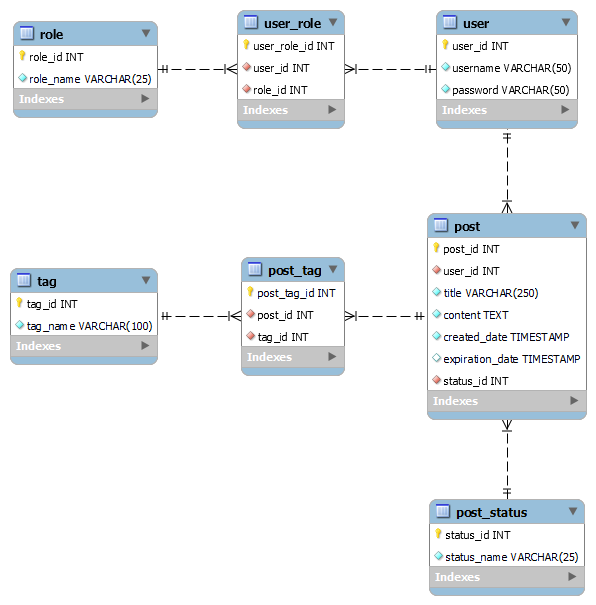 role
role_id INT
role_name VARCHAR(25)
Indexes
user_role
user_role_id INT
user_id INT
role_id INT
Indexes
user
user_id INT
username VARCHAR(50)
password VARCHAR(50)
Indexes
tag
tag_id INT
tag_name VARCHAR(100)
Indexes
post_tag
post_tag_id INT
post_id INT
tag_id INT
Indexes
post
post_id INT
user_id INT
title VARCHAR(250)
content TEXT
created_date TIMESTAMP
expiration_date TIMESTAMP
status_id INT
Indexes
post_status
status_id INT
status_name VARCHAR(25)
Indexes